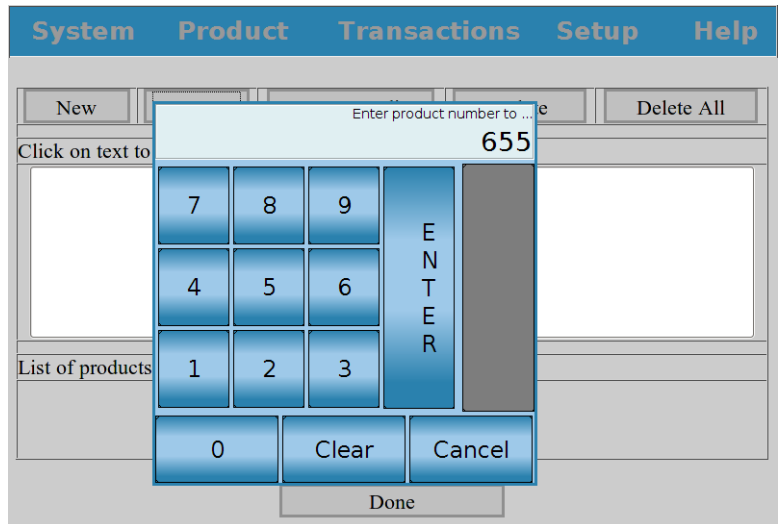 System Product Transactions Setup Help
New Delete All
Enter product number to ...
655
Click on text to
7 8 9
4 5 6
1 2 3
E
N
T
E
R
List of products
0 Clear Cancel
Done